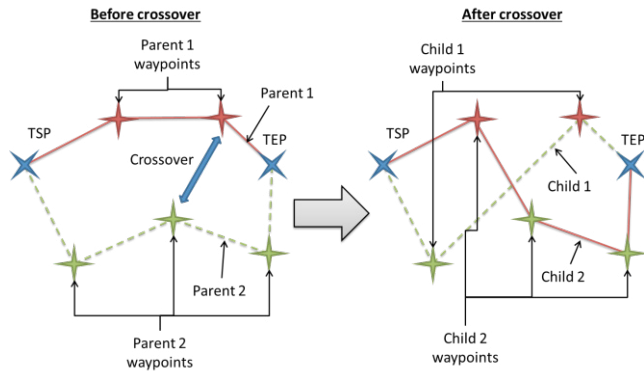 Before crossover
Parent 1
waypoints
Parent 1
TSP
TEP
Crossover
Parent 2
Parent 2
waypoints
After crossover
Child 1
waypoints
TSP
TEP
Child 1
Child 2
Child 2
waypoints